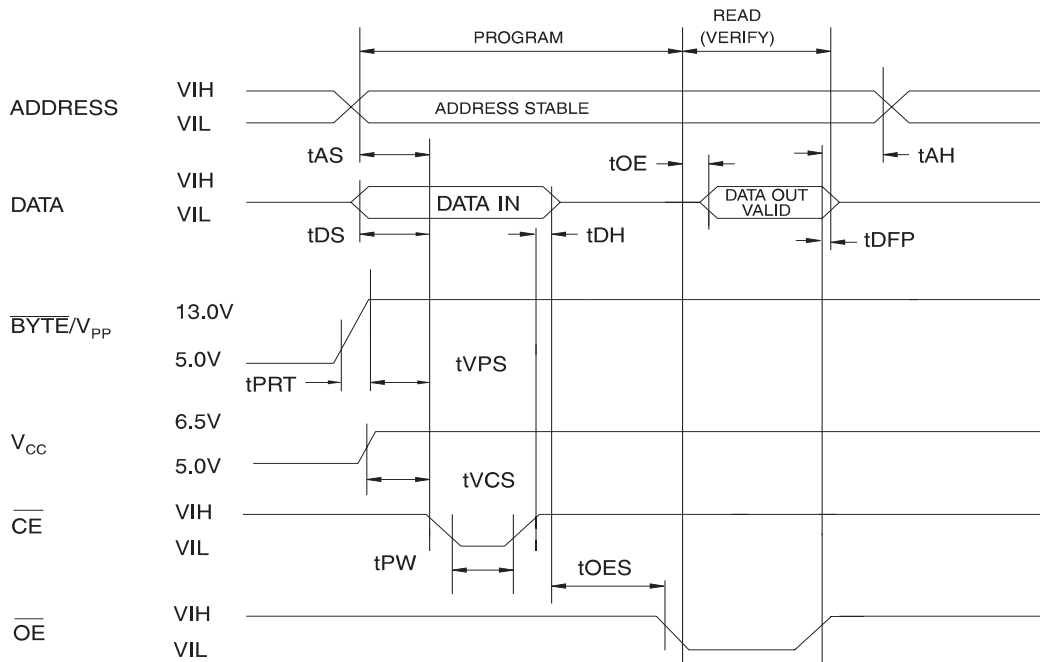 PROGRAM
READ
(VERIFY)
ADDRESS
VIH
VIL
ADDRESS STABLE
tAS
tOE
tAH
DATA
VIH
VIL
DATA IN
DATA OUT
VALID
tDS
tDH
tDFP
BYTE/VPP
13.0V
5.0V
tPRT
tVPS
VCC
6.5V
5.0V
tVCS
CE
VIH
VIL
tPW
tOES
OE
VIH
VIL